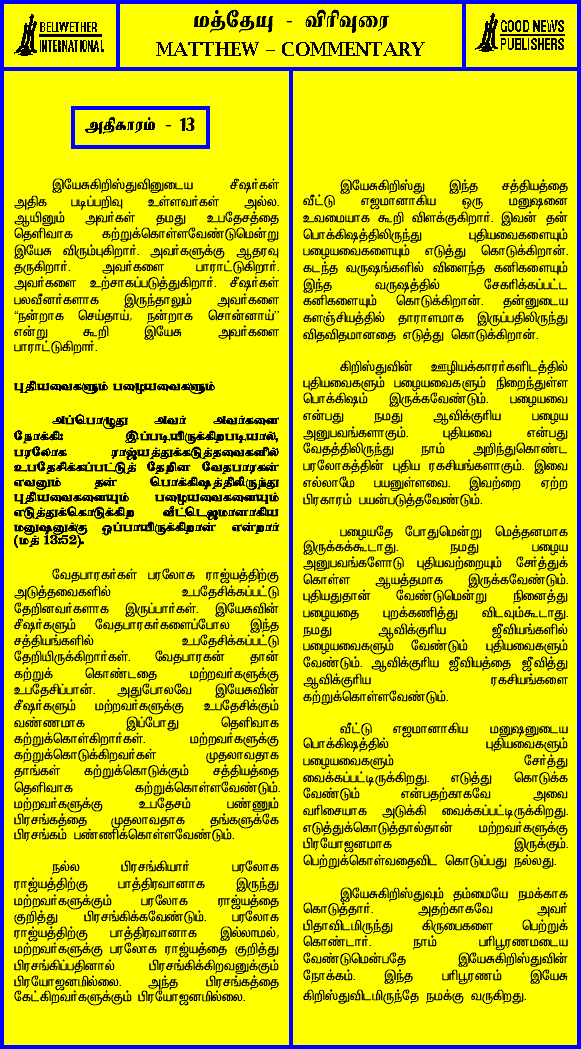 BELIWETHER
INTERNATIONAL
மத்தேயு - விரிவுரை
MATTHEW – COMMENTARY
GOOD NEWS
PUBLISHERS
அதிகாரம் - 13
இயேசுகிறிஸ்துவினுடைய சீஷர்கள்
அதிக படிப்பறிவு உள்ளவர்கள் அல்ல.
ஆயினும் அவர்கள் தமது உபதேசத்தை
தெளிவாக கற்றுக்கொள்ளவேண்டுமென்று
இயேசு விரும்புகிறார். அவர்களுக்கு ஆதரவு
தருகிறார். அவர்களை பாராட்டுகிறார்.
அவர்களை உற்சாகப்படுத்துகிறார். சீஷர்கள்
பலவீனர்களாக இருந்தாலும் அவர்களை
“நன்றாக செய்தாய், நன்றாக சொன்னாய்”
என்று கூறி இயேசு அவர்களை
பாராட்டுகிறார்.
புதியவைகளும் பழையவைகளும்
அப்பொழுது அவர் அவர்களை
நோக்கி: இப்படியிருக்கிறபடியால்,
பரலோக ராஜ்யத்துக்கடுத்தவைகளில்
உபதேசிக்கப்பட்டுத் தேறின வேதபாரகன்
எவனும் தன் பொக்கிஷத்திலிருந்து
புதியவைகளையும் பழையவைகளையும்
எடுத்துக்கொடுக்கிற வீட்டெஜமானாகிய
மனுஷனுக்கு ஒப்பாயிருக்கிறான் என்றார்
(மத் 13:52).
வேதபாரகர்கள் பரலோக ராஜ்யத்திற்கு
அடுத்தவைகளில் உபதேசிக்கப்பட்டு
தேறினவர்களாக இருப்பார்கள். இயேசுவின்
சீஷர்களும் வேதபாரகர்களைப்போல இந்த
சத்தியங்களில் உபதேசிக்கப்பட்டு
தேறியிருக்கிறார்கள். வேதபாரகன் தான்
கற்றுக் கொண்டதை மற்றவர்களுக்கு
உபதேசிப்பான். அதுபோலவே இயேசுவின்
சீஷர்களும் மற்றவர்களுக்கு உபதேசிக்கும்
வண்ணமாக இப்போது தெளிவாக
கற்றுக்கொள்கிறார்கள். மற்றவர்களுக்கு
கற்றுக்கொடுக்கிறவர்கள் முதலாவதாக
தாங்கள் கற்றுக்கொடுக்கும் சத்தியத்தை
தெளிவாக கற்றுக்கொள்ளவேண்டும்.
மற்றவர்களுக்கு உபதேசம் பண்ணும்
பிரசங்கத்தை முதலாவதாக தங்களுக்கே
பிரசங்கம் பண்ணிக்கொள்ளவேண்டும்.
நல்ல பிரசங்கியார் பரலோக
ராஜ்யத்திற்கு பாத்திரவானாக இருந்து
மற்றவர்களுக்கும் பரலோக ராஜ்யத்தை
குறித்து பிரசங்கிக்கவேண்டும். பரலோக
ராஜ்யத்திற்கு பாத்திரவானாக இல்லாமல்,
மற்றவர்களுக்கு பரலோக ராஜ்யத்தை குறித்து
பிரசங்கிப்பதினால் பிரசங்கிக்கிறவனுக்கும்
பிரயோஜனமில்லை. அந்த பிரசங்கத்தை
கேட்கிறவர்களுக்கும் பிரயோஜனமில்லை.
இயேசுகிறிஸ்து இந்த சத்தியத்தை
வீட்டு எஜமானாகிய ஒரு மனுஷனை
உவமையாக கூறி விளக்குகிறார். இவன் தன்
பொக்கிஷத்திலிருந்து புதியவைகளையும்
பழையவைகளையும் எடுத்து கொடுக்கிறான்.
கடந்த வருஷங்களில் விளைந்த கனிகளையும்
இந்த வருஷத்தில் சேகரிக்கப்பட்ட
கனிகளையும் கொடுக்கிறான். தன்னுடைய
களஞ்சியத்தில் தாராளமாக இருப்பதிலிருந்து
விதவிதமானதை எடுத்து கொடுக்கிறான்.
கிறிஸ்துவின் ஊழியக்காரர்களிடத்தில்
புதியவைகளும் பழையவைகளும் நிறைந்துள்ள
பொக்கிஷம் இருக்கவேண்டும். பழையவை
என்பது நமது ஆவிக்குரிய பழைய
அனுபவங்களாகும். புதியவை என்பது
வேதத்திலிருந்து நாம் அறிந்துகொண்ட
பரலோகத்தின் புதிய ரகசியங்களாகும். இவை
எல்லாமே பயனுள்ளவை. இவற்றை ஏற்ற
பிரகாரம் பயன்படுத்தவேண்டும்.
பழையதே போதுமென்று மெத்தனமாக
இருக்கக்கூடாது. நமது பழைய
அனுபவங்களோடு புதியவற்றையும் சேர்த்துக்
கொள்ள ஆயத்தமாக இருக்கவேண்டும்.
புதியதுதான் வேண்டுமென்று நினைத்து
பழையதை புறக்கணித்து விடவும்கூடாது.
நமது ஆவிக்குரிய ஜீவியங்களில்
பழையவைகளும் வேண்டும் புதியவைகளும்
வேண்டும். ஆவிக்குரிய ஜீவியத்தை ஜீவித்து
ஆவிக்குரிய ரகசியங்களை
கற்றுக்கொள்ளவேண்டும்.
வீட்டு எஜமானாகிய மனுஷனுடைய
பொக்கிஷத்தில் புதியவைகளும்
பழையவைகளும் சேர்த்து
வைக்கப்பட்டிருக்கிறது. எடுத்து கொடுக்க
வேண்டும் என்பதற்காகவே அவை
வரிசையாக அடுக்கி வைக்கப்பட்டிருக்கிறது.
எடுத்துக்கொடுத்தால்தான் மற்றவர்களுக்கு
பிரயோஜனமாக இருக்கும்.
பெற்றுக்கொள்வதைவிட கொடுப்பது நல்லது.
இயேசுகிறிஸ்துவும் தம்மையே நமக்காக
கொடுத்தார். அதற்காகவே அவர்
பிதாவிடமிருந்து கிருபைகளை பெற்றுக்
கொண்டார். நாம் பரிபூரணமடைய
வேண்டுமென்பதே இயேசுகிறிஸ்துவின்
நோக்கம். இந்த பரிபூரணம் இயேசு
கிறிஸ்துவிடமிருந்தே நமக்கு வருகிறது.